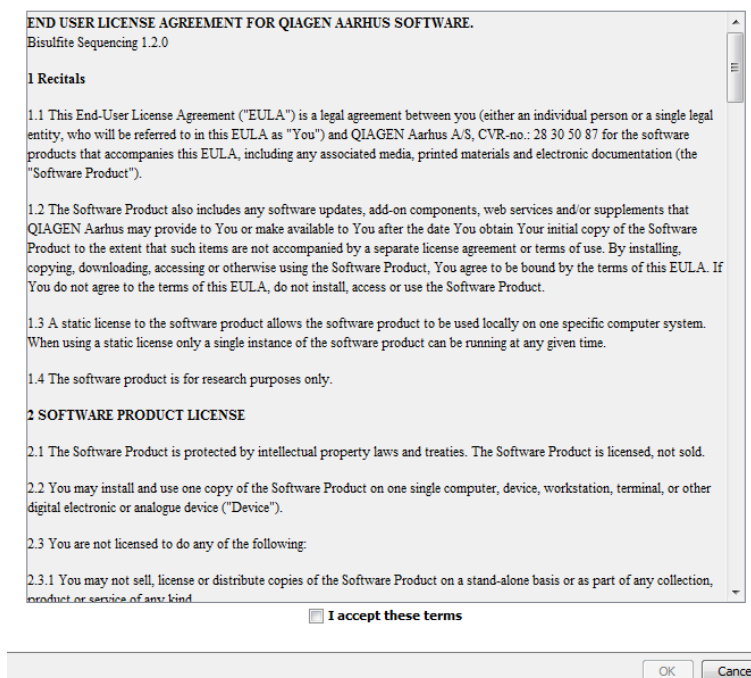 END USER LICENSE AGREEMENT FOR QIAGEN AARHUS SOFTWARE.
Bisulfite Sequencing 1.2.0
1 Recitals
1.1 This End-User License Agreement ("EULA") is a legal agreement between you (either an individual person or a single legal
entity, who will be referred to in this EULA as "You") and QIAGEN Aarhus A/S, CVR-no.: 28 30 50 87 for the software
products that accompanies this EULA, including any associated media, printed materials and electronic documentation (the
"Software Product").
1.2 The Software Product also includes any software updates, add-on components, web services and/or supplements that
QIAGEN Aarhus may provide to You or make available to You after the date You obtain Your initial copy of the Software
Product to the extent that such items are not accompanied by a separate license agreement or terms of use. By installing,
copying, downloading, accessing or otherwise using the Software Product, You agree to be bound by the terms of this EULA. If
You do not agree to the terms of this EULA, do not install, access or use the Software Product.
1.3 A static license to the software product allows the software product to be used locally on one specific computer system.
When using a static license only a single instance of the software product can be running at any given time.
1.4 The software product is for research purposes only.
2 SOFTWARE PRODUCT LICENSE
2.1 The Software Product is protected by intellectual property laws and treaties. The Software Product is licensed, not sold.
2.2 You may install and use one copy of the Software Product on one single computer, device, workstation, terminal, or other
digital electronic or analogue device ("Device").
2.3 You are not licensed to do any of the following:
2.3.1 You may not sell, license or distribute copies of the Software Product on a stand-alone basis or as part of any collection,
product or service of any kind
I accept these terms
OK Cance